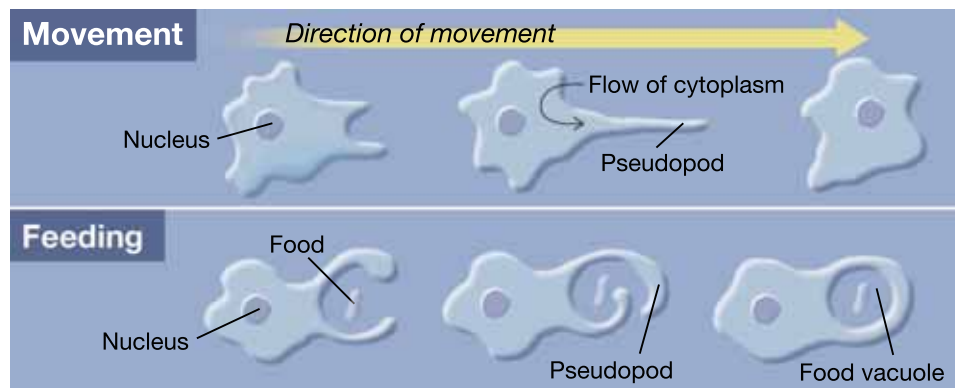 Movement
Direction of movement
Flow of cytoplasm
Nucleus
Pseudopod
Feeding
Food
Nucleus
Pseudopod
Food vacuole